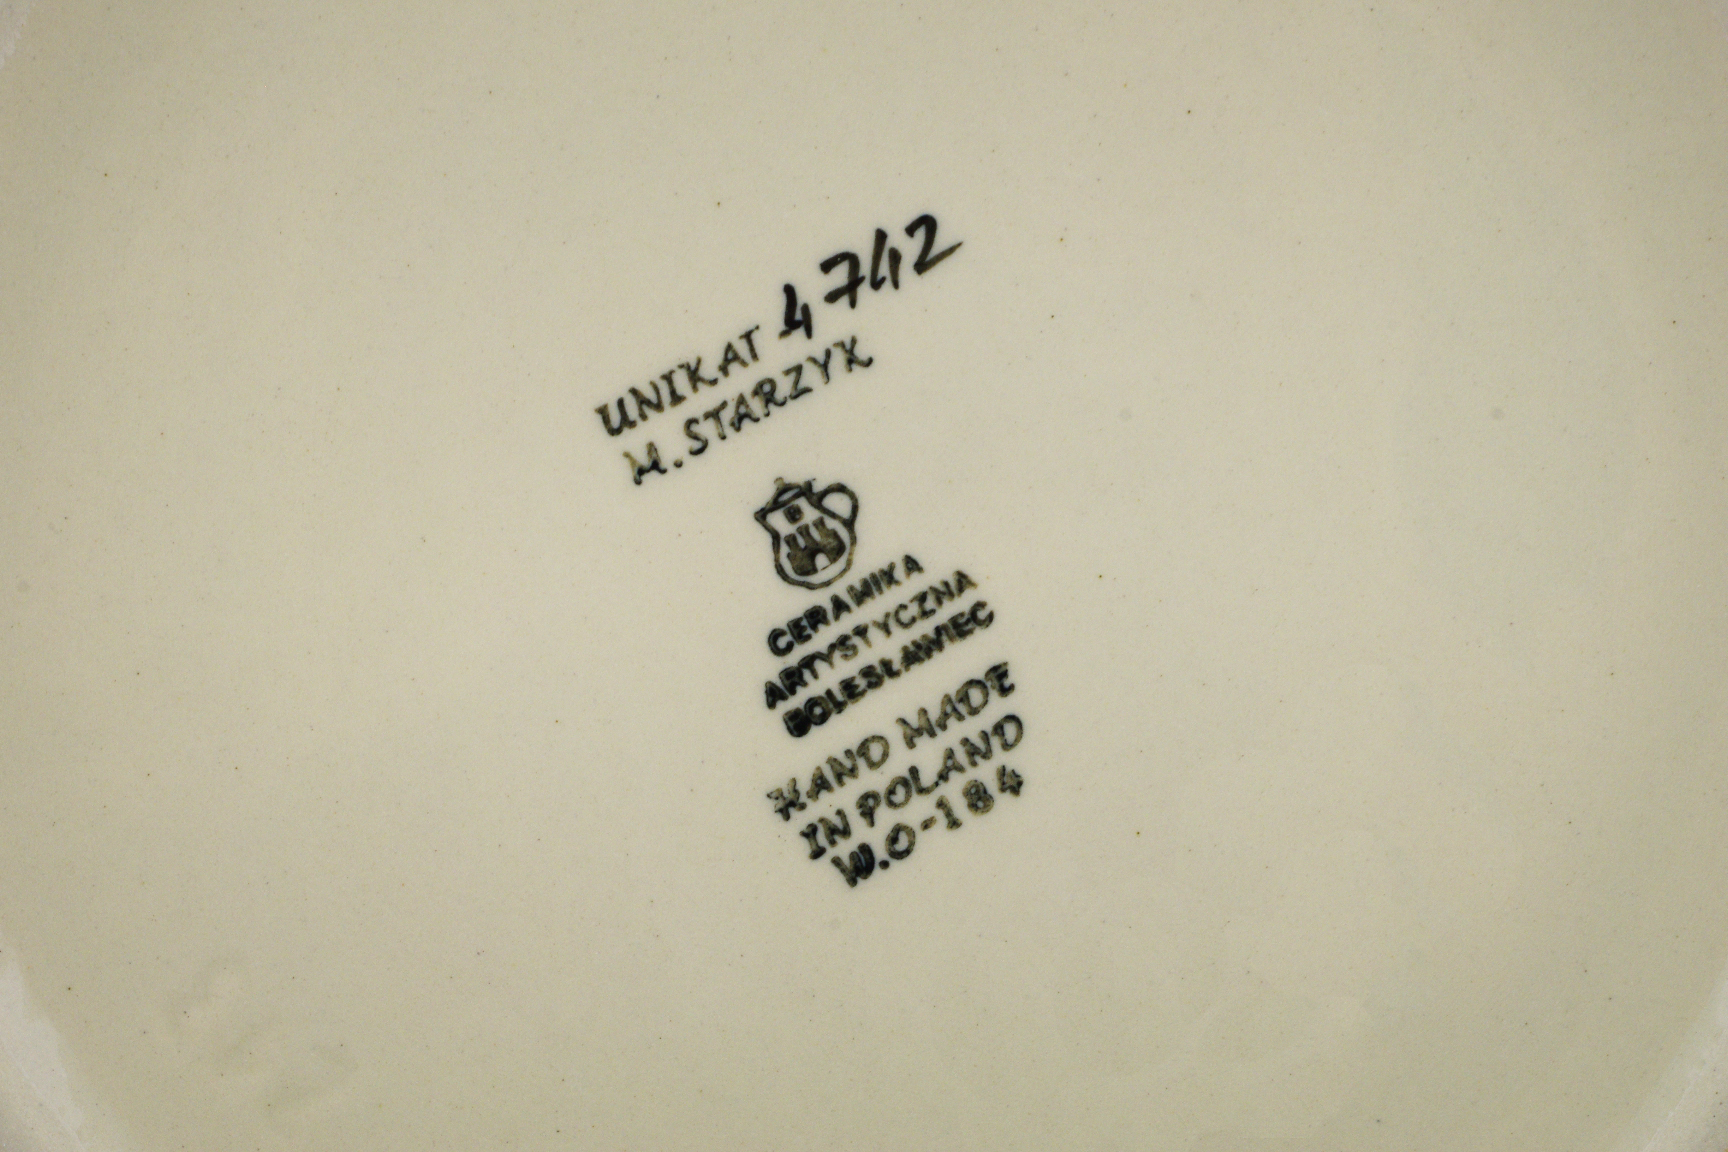 UNIKAT 4742
M. STARZYK
CERAMIKA
ARTYSTYCZNA
BOLESŁAWIEC
HAND MADE
IN POLAND
W.O-184